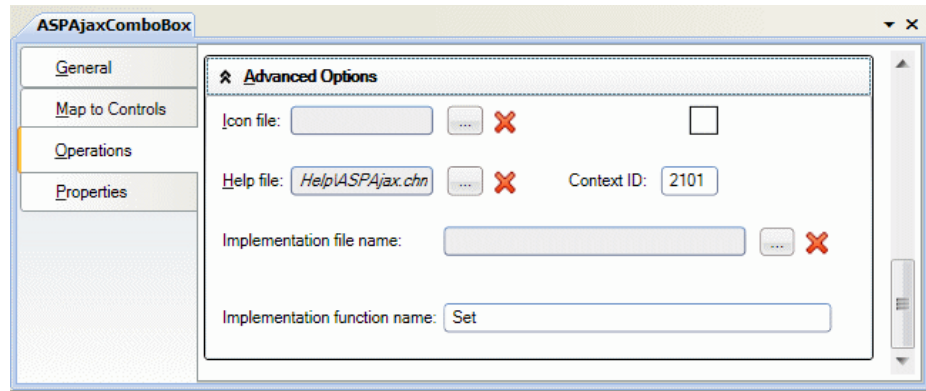 ASPAjaxComboBox
General
Map to Controls
Operations
Properties
Advanced Options
Icon file: ...
Help file: Help\ASPAjax.chm ... Context ID: 2101
Implementation file name: ...
Implementation function name: Set